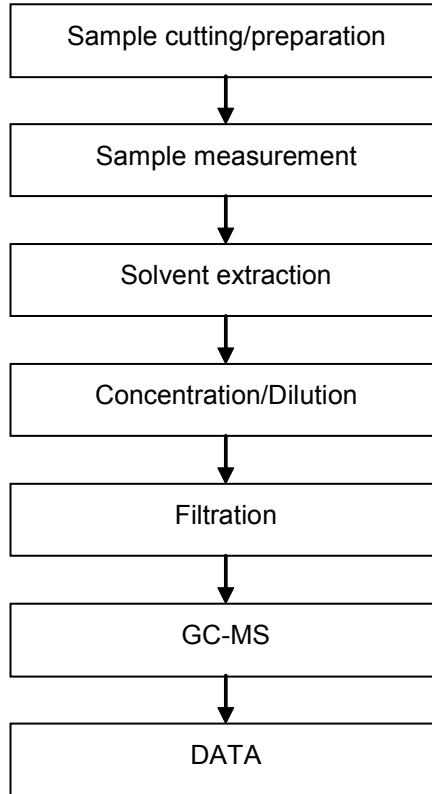 Sample cutting/preparation
Sample measurement
Solvent extraction
Concentration/Dilution
Filtration
GC-MS
DATA